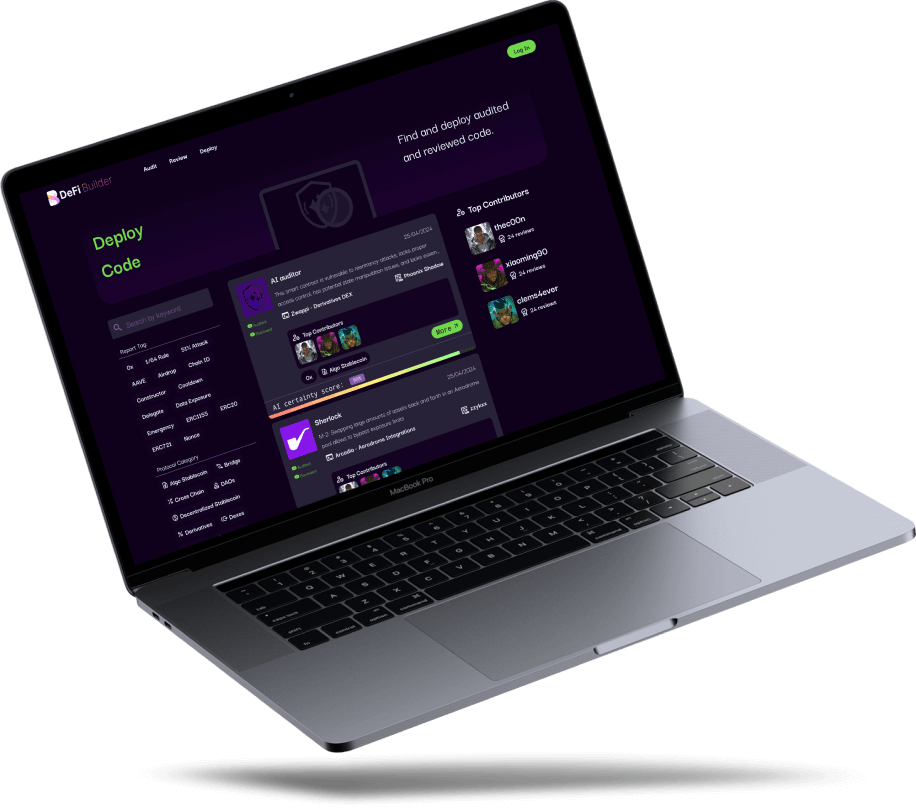 Log In
DeFi Builder
Audit Review Deploy
Find and deploy audited
and reviewed code.
Deploy
Code
Search by keyword
Report Tag
0x 1/64 Rule 51% Attack
AAVE Airdrop Chain ID
Constructor Cooldown
Delegate Data Exposure
Emergency ERC1155 ERC20
ERC721 Nonce
Protocol Category
Algo Stablecoin Bridge
Cross Chain DAOs
Decentralized Stablecoin
Derivatives Dexes
AI auditor
25/04/2024
This smart contract is vulnerable to reentrancy attacks, lacks proper
access control, has potential state manipulation issues, and lacks essen...
Zwappi - Derivatives DEX
Phoenix Shadow
Audited
Reviewed
Top Contributors
More
0x Algo Stablecoin
AI certainty score:
Sherlock
25/04/2024
M-2: Swapping large amounts of assets back and forth in an Aerodrome
pool allows to bypass exposure limits
Arcadia - Aerodrome Integrations
zzykxx
Audited
Reviewed
Top Contributors
Top Contributors
thec00n
24 reviews
xiaoming90
24 reviews
clems4ever
24 reviews
MacBook Pro